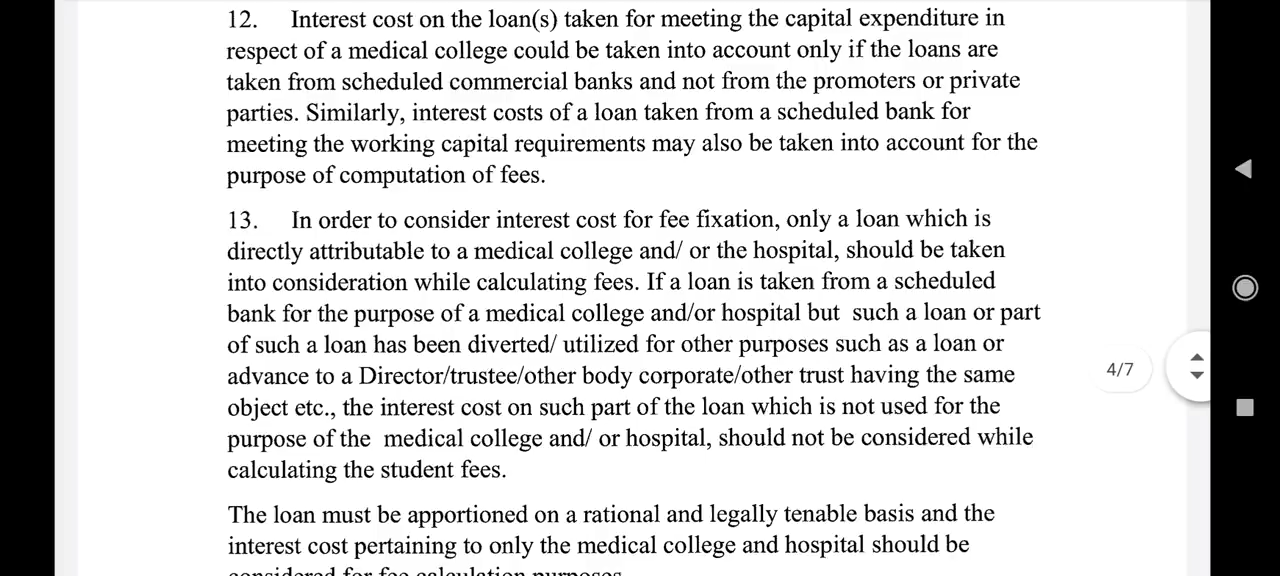 12. Interest cost on the loan(s) taken for meeting the capital expenditure in
respect of a medical college could be taken into account only if the loans are
taken from scheduled commercial banks and not from the promoters or private
parties. Similarly, interest costs of a loan taken from a scheduled bank for
meeting the working capital requirements may also be taken into account for the
purpose of computation of fees.
13. In order to consider interest cost for fee fixation, only a loan which is
directly attributable to a medical college and/ or the hospital, should be taken
into consideration while calculating fees. If a loan is taken from a scheduled
bank for the purpose of a medical college and/or hospital but such a loan or part
of such a loan has been diverted/ utilized for other purposes such as a loan or
advance to a Director/trustee/other body corporate/other trust having the same
object etc., the interest cost on such part of the loan which is not used for the
purpose of the medical college and/ or hospital, should not be considered while
calculating the student fees.
The loan must be apportioned on a rational and legally tenable basis and the
interest cost pertaining to only the medical college and hospital should be
considered for fee calculation purposes.
4/7